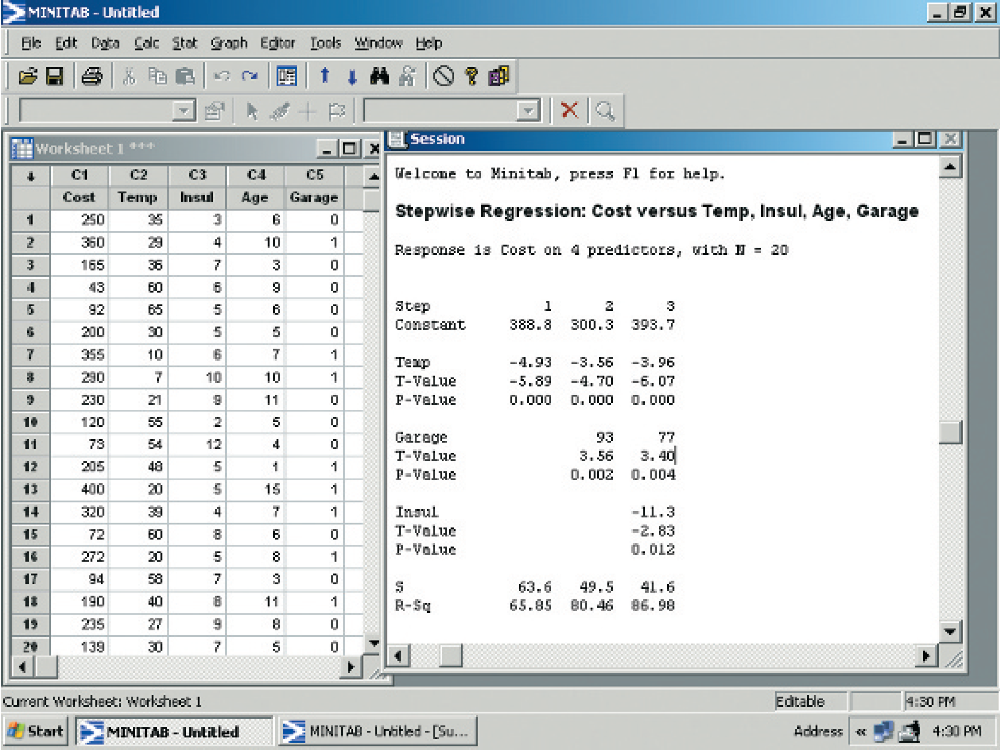 MINITAB - Untitled
File Edit Data Calc Stat Graph Editor Tools Window Help
Worksheet 1 ***
C1 C2 C3 C4 C5
Cost Temp Insul Age Garage
1 250 35 3 6 0
2 360 29 4 10 1
3 165 36 7 3 0
4 43 60 6 9 0
5 92 65 5 6 0
6 200 30 5 5 0
7 355 10 6 7 1
8 290 7 10 10 1
9 230 21 9 11 0
10 120 55 2 5 0
11 73 54 12 4 0
12 205 48 5 1 1
13 400 20 5 15 1
14 320 39 4 7 1
15 72 60 8 6 0
16 272 20 5 8 1
17 94 58 7 3 0
18 190 40 8 11 1
19 235 27 9 8 0
20 139 30 7 5 0
Session
Welcome to Minitab, press F1 for help.
Stepwise Regression: Cost versus Temp, Insul, Age, Garage
Response is Cost on 4 predictors, with N = 20
Step 1 2 3
Constant 388.8 300.3 393.7
Temp -4.93 -3.56 -3.96
T-Value -5.89 -4.70 -6.07
P-Value 0.000 0.000 0.000
Garage 93 77
T-Value 3.56 3.40
P-Value 0.002 0.004
Insul -11.3
T-Value -2.83
P-Value 0.012
S 63.6 49.5 41.6
R-Sq 65.85 80.46 86.98
Current Worksheet: Worksheet 1
Editable
4:30 PM
Start
MINITAB - Untitled
MINITAB - Untitled - [Su...
Address «
4:30 PM